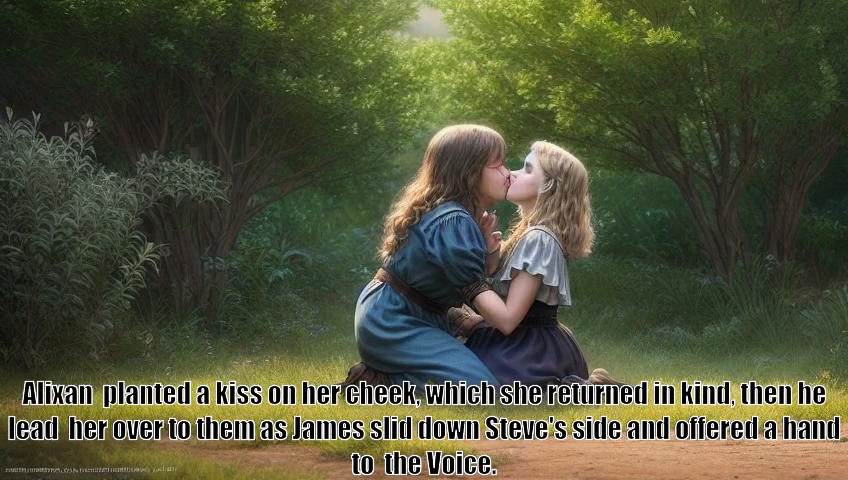 Alixan  planted a kiss on her cheek, which she returned in kind, then he
lead  her over to them as James slid down Steve's side and offered a hand
to  the Voice.